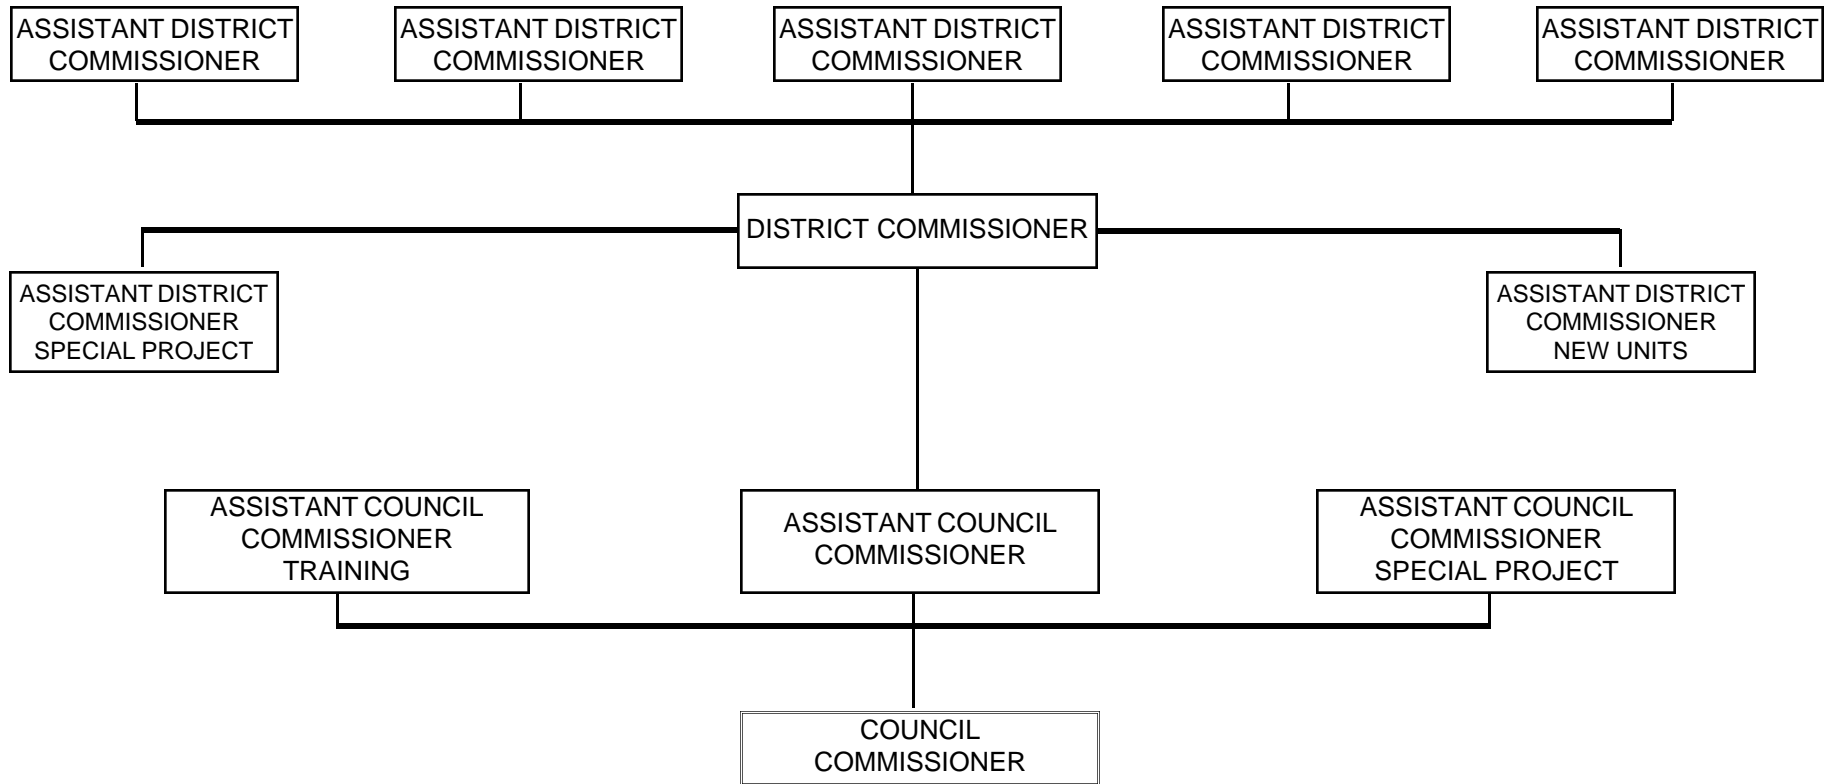 ASSISTANT DISTRICT
COMMISSIONER
ASSISTANT DISTRICT
COMMISSIONER
ASSISTANT DISTRICT
COMMISSIONER
ASSISTANT DISTRICT
COMMISSIONER
ASSISTANT DISTRICT
COMMISSIONER
DISTRICT COMMISSIONER
ASSISTANT DISTRICT
COMMISSIONER
SPECIAL PROJECT
ASSISTANT DISTRICT
COMMISSIONER
NEW UNITS
ASSISTANT COUNCIL
COMMISSIONER
TRAINING
ASSISTANT COUNCIL
COMMISSIONER
ASSISTANT COUNCIL
COMMISSIONER
SPECIAL PROJECT
COUNCIL
COMMISSIONER